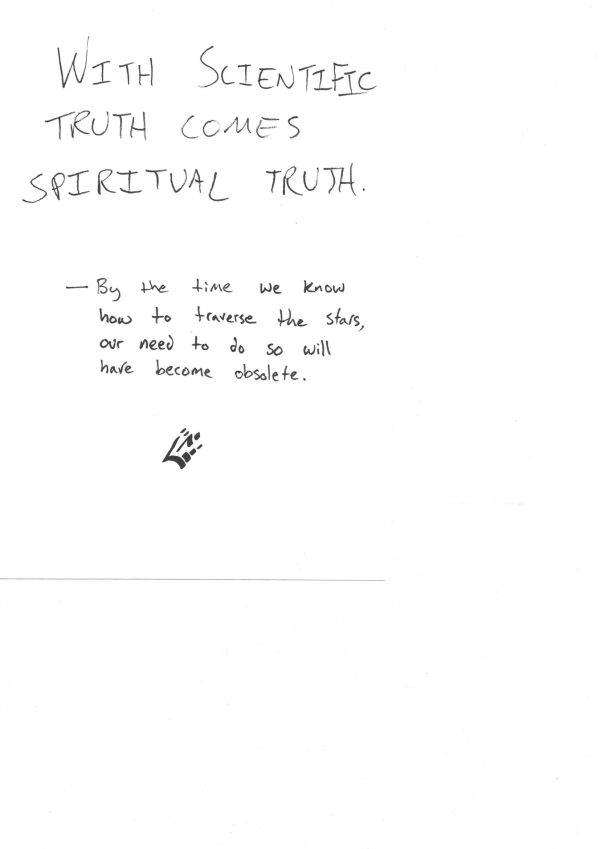 WITH SCIENTIFIC
TRUTH COMES
SPIRITUAL TRUTH.
— By the time we know
how to traverse the stars,
our need to do so will
have become obsolete.